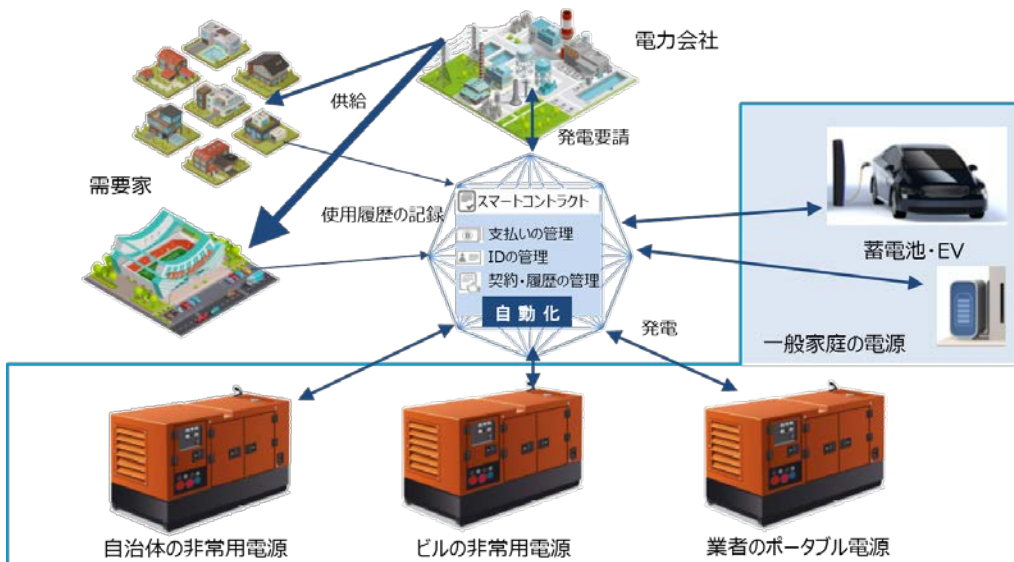 電力会社
供給
発電要請
需要家
使用履歴の記録
スマートコントラクト
支払いの管理
IDの管理
契約・履歴の管理
自動化
蓄電池・EV
一般家庭の電源
発電
自治体の非常用電源
ビルの非常用電源
業者のポータブル電源